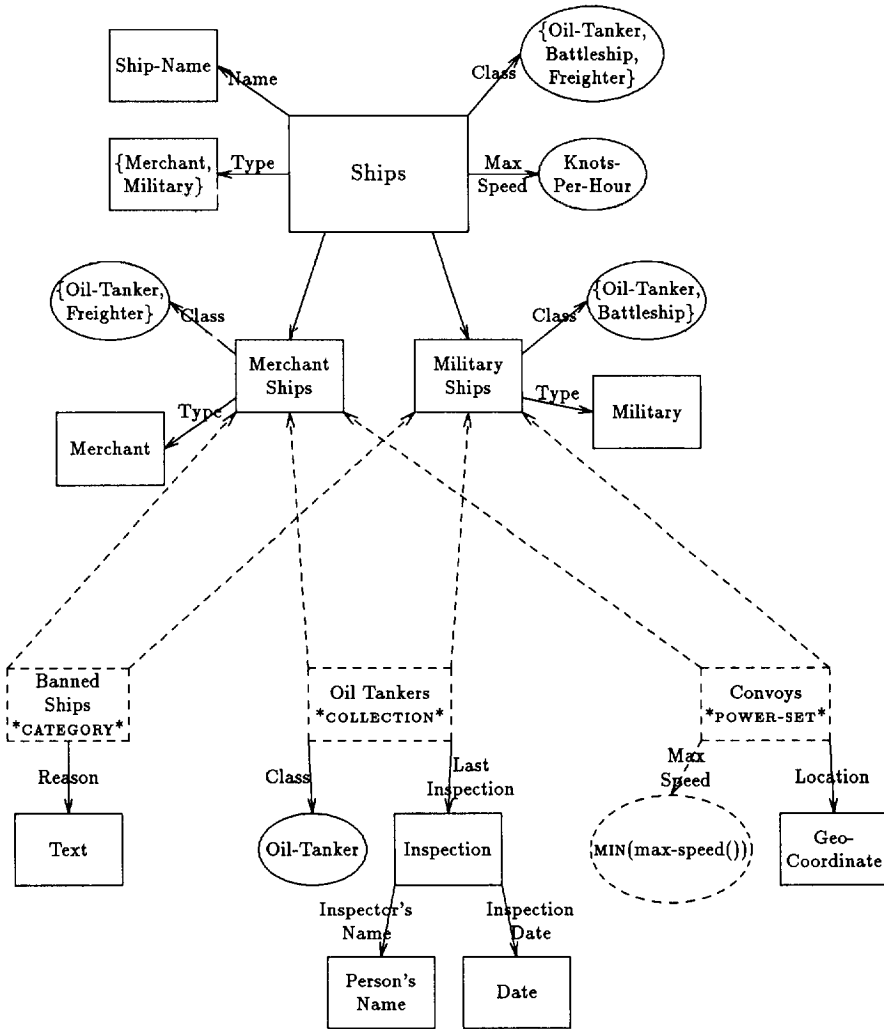 {Oil-Tanker,
Battleship,
Freighter}
Ship-Name
Name
Class
{Merchant,
Military}
Type
Ships
Max
Speed
Knots-
Per-Hour
{Oil-Tanker,
Freighter}
Class
{Oil-Tanker,
Battleship}
Class
Merchant
Ships
Military
Ships
Type
Merchant
Type
Military
Banned
Ships
*CATEGORY*
Oil Tankers
*COLLECTION*
Convoys
*POWER-SET*
Reason
Class
Last
Inspection
Max
Speed
Location
Text
Oil-Tanker
Inspection
MIN(max-speed())
Geo-
Coordinate
Inspector's
Name
Inspection
Date
Person's
Name
Date